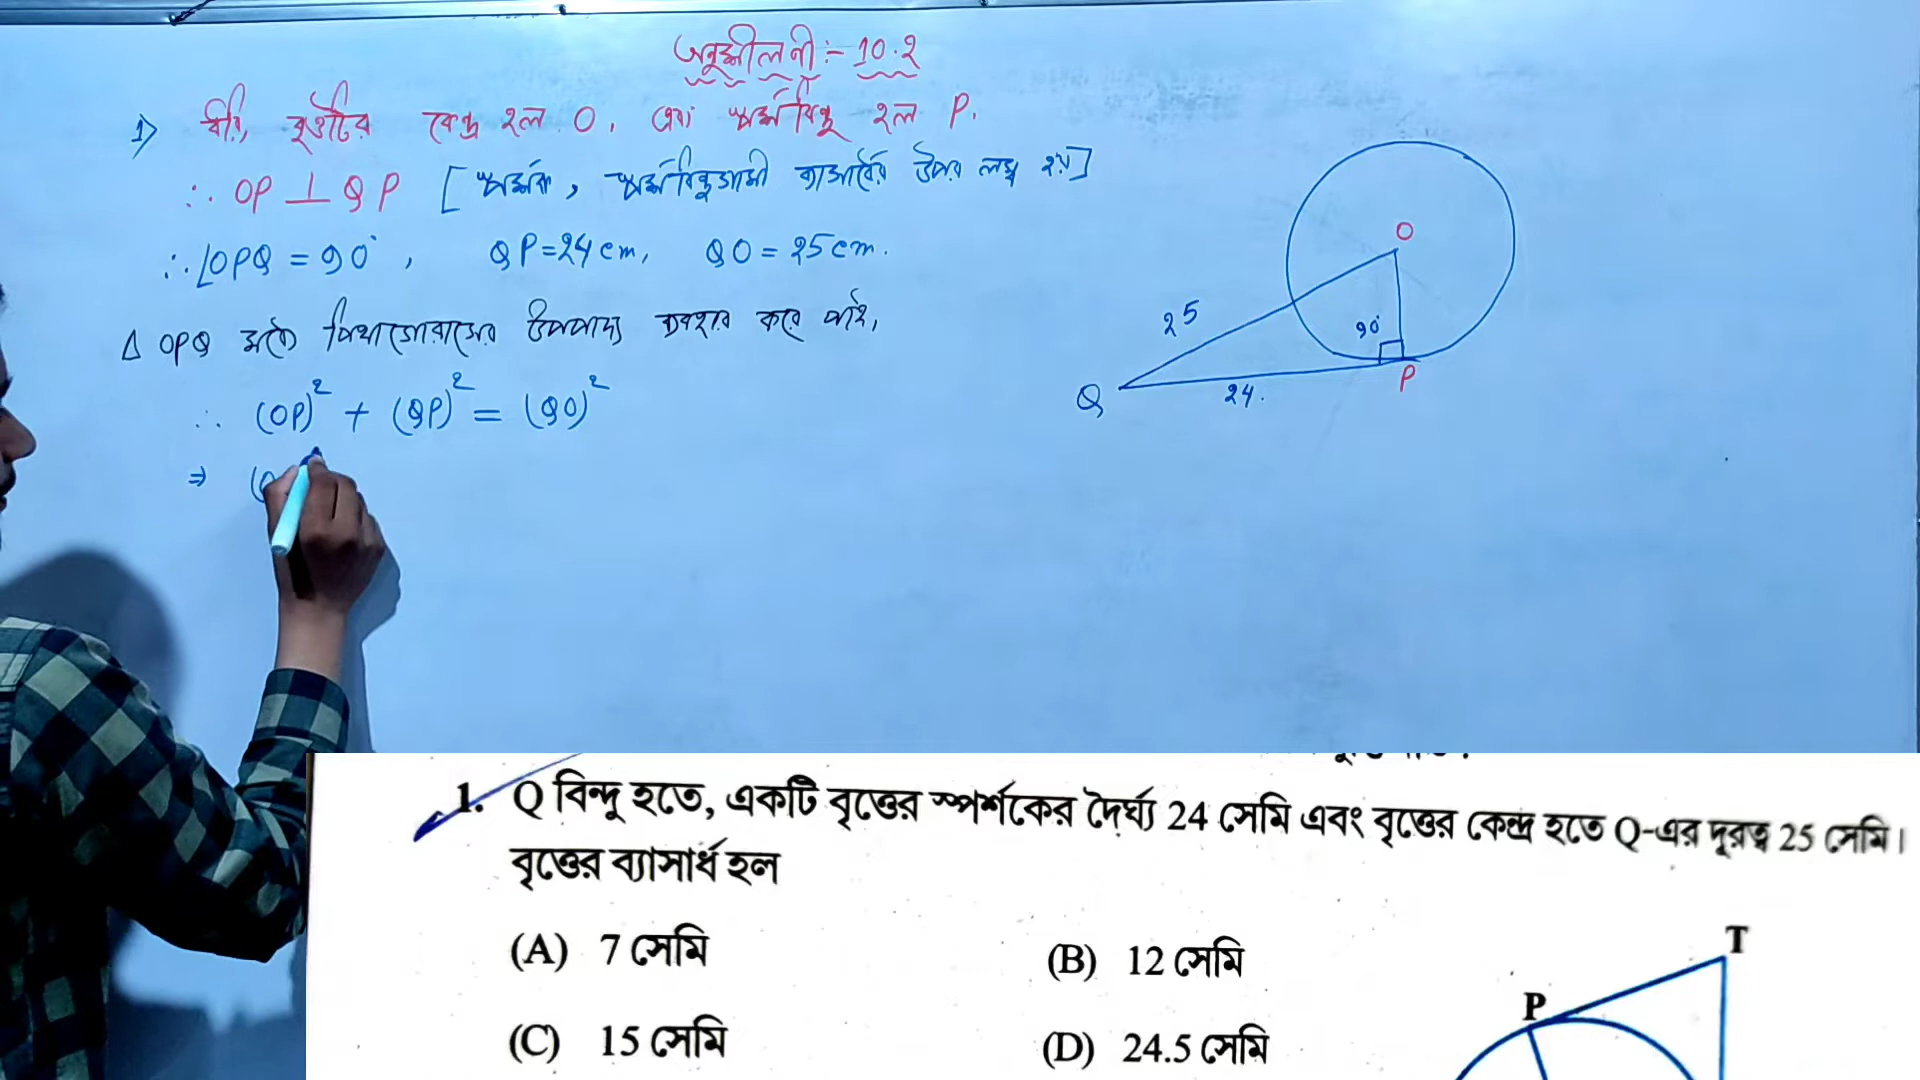 অনুশীলনী :- 10.2
1) ধরি, বৃত্তটির কেন্দ্র হল O. এবং স্পর্শবিন্দু হল P.
∴ OP ⊥ QP [স্পর্শক, স্পর্শবিন্দুগামী ব্যাসার্ধের উপর লম্ব হয়]
∴ ∠OPQ = 90°, QP = 24 cm, QO = 25 cm.
Δ OPQ মধ্যে পিথাগোরাসের উপপাদ্য ব্যবহার করে পাই,
∴ (OP)² + (QP)² = (QO)²
⇒ (
O
25
90°
Q
24.
P
1. Q বিন্দু হতে, একটি বৃত্তের স্পর্শকের দৈর্ঘ্য 24 সেমি এবং বৃত্তের কেন্দ্র হতে Q-এর দূরত্ব 25 সেমি।
বৃত্তের ব্যাসার্ধ হল
(A) 7 সেমি (B) 12 সেমি
(C) 15 সেমি (D) 24.5 সেমি
T
P